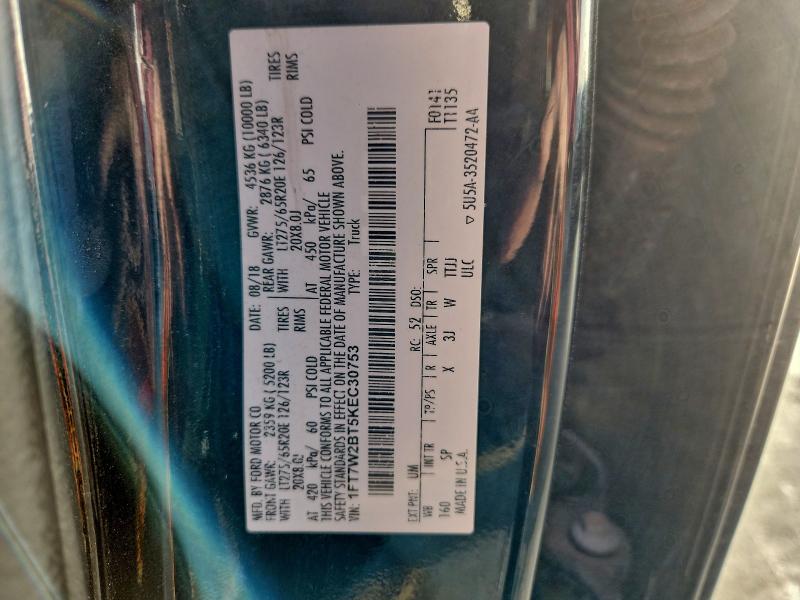 MFD. BY FORD MOTOR CO. DATE: 08/18 GVWR: 4536 KG (10000 LB)
FRONT GAWR: 2359 KG ( 5200 LB) REAR GAWR: 2876 KG ( 6340 LB)
WITH LT275/65R20E 126/123R TIRES WITH LT275/65R20E 126/123R TIRES
20X8.0J RIMS 20X8.0J RIMS
AT 420 kPa/ 60 PSI COLD AT 450 kPa/ 65 PSI COLD
THIS VEHICLE CONFORMS TO ALL APPLICABLE FEDERAL MOTOR VEHICLE
SAFETY STANDARDS IN EFFECT ON THE DATE OF MANUFACTURE SHOWN ABOVE.
VIN: 1FT7W2BT5KEC30753 TYPE: Truck
EXT PNT: UM RC: 52 DSO: F0141
WB INT TR TP/PS R AXLE TR SPR T1135
160 SP X 3J W TTJJ
MADE IN U.S.A. ULC ▽ 5U5A-3520472-AA